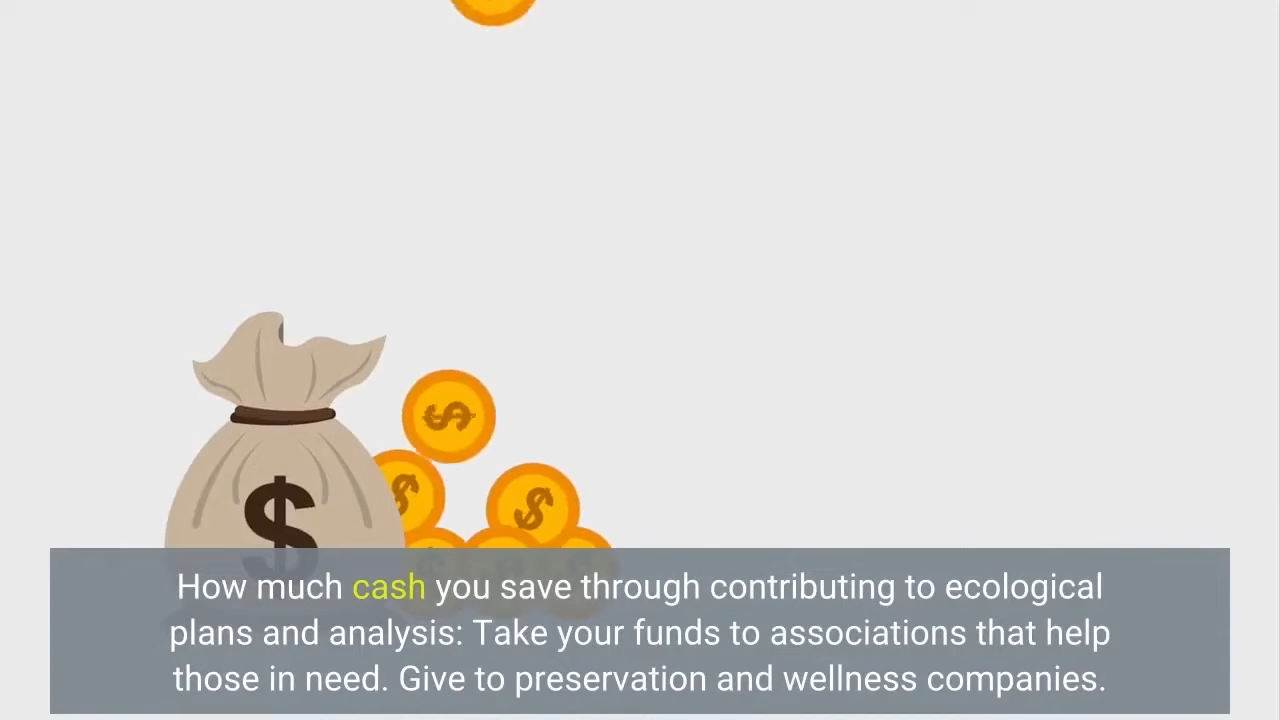 $
$
$
$
How much cash you save through contributing to ecological
plans and analysis: Take your funds to associations that help
those in need. Give to preservation and wellness companies.